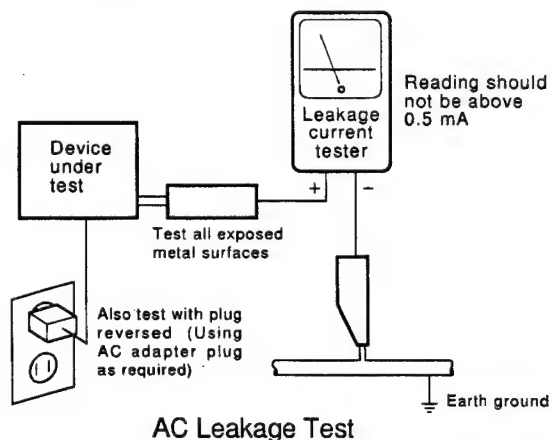 Device
under
test
Leakage
current
tester
+
-
Reading should
not be above
0.5 mA
Test all exposed
metal surfaces
Also test with plug
reversed (Using
AC adapter plug
as required)
Earth ground
AC Leakage Test